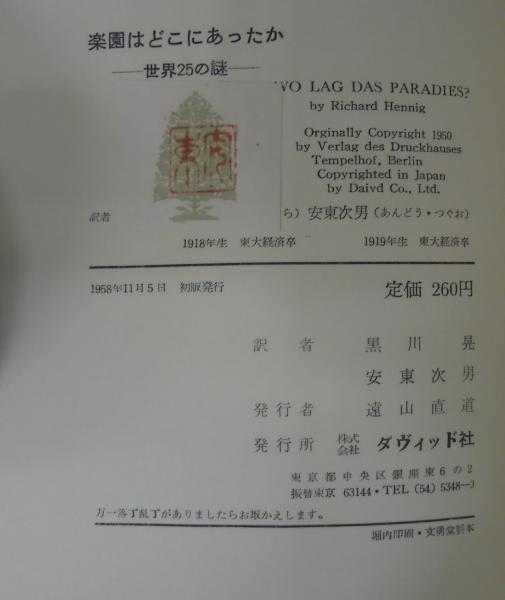 楽園はどこにあったか
——世界25の謎——
WO LAG DAS PARADIES?
by Richard Hennig
Orginally Copyright 1950
by Verlag des Druckhauses
Tempelhof, Berlin
Copyrighted in Japan
by Daivd Co., Ltd.
安東
訳者 ら) 安東次男(あんどう・つぐお)
1918年生 東大経済卒 1919年生 東大経済卒
1958年11月5日 初版発行 定価 260円
訳者 黒川晃
安東次男
発行者 遠山直道
発行所 株式会社 ダヴィッド社
東京都中央区銀座東6の2
振替東京 63144・TEL (54) 5348
万一落丁乱丁がありましたらお取かえします。
堀内印刷・文勇堂製本